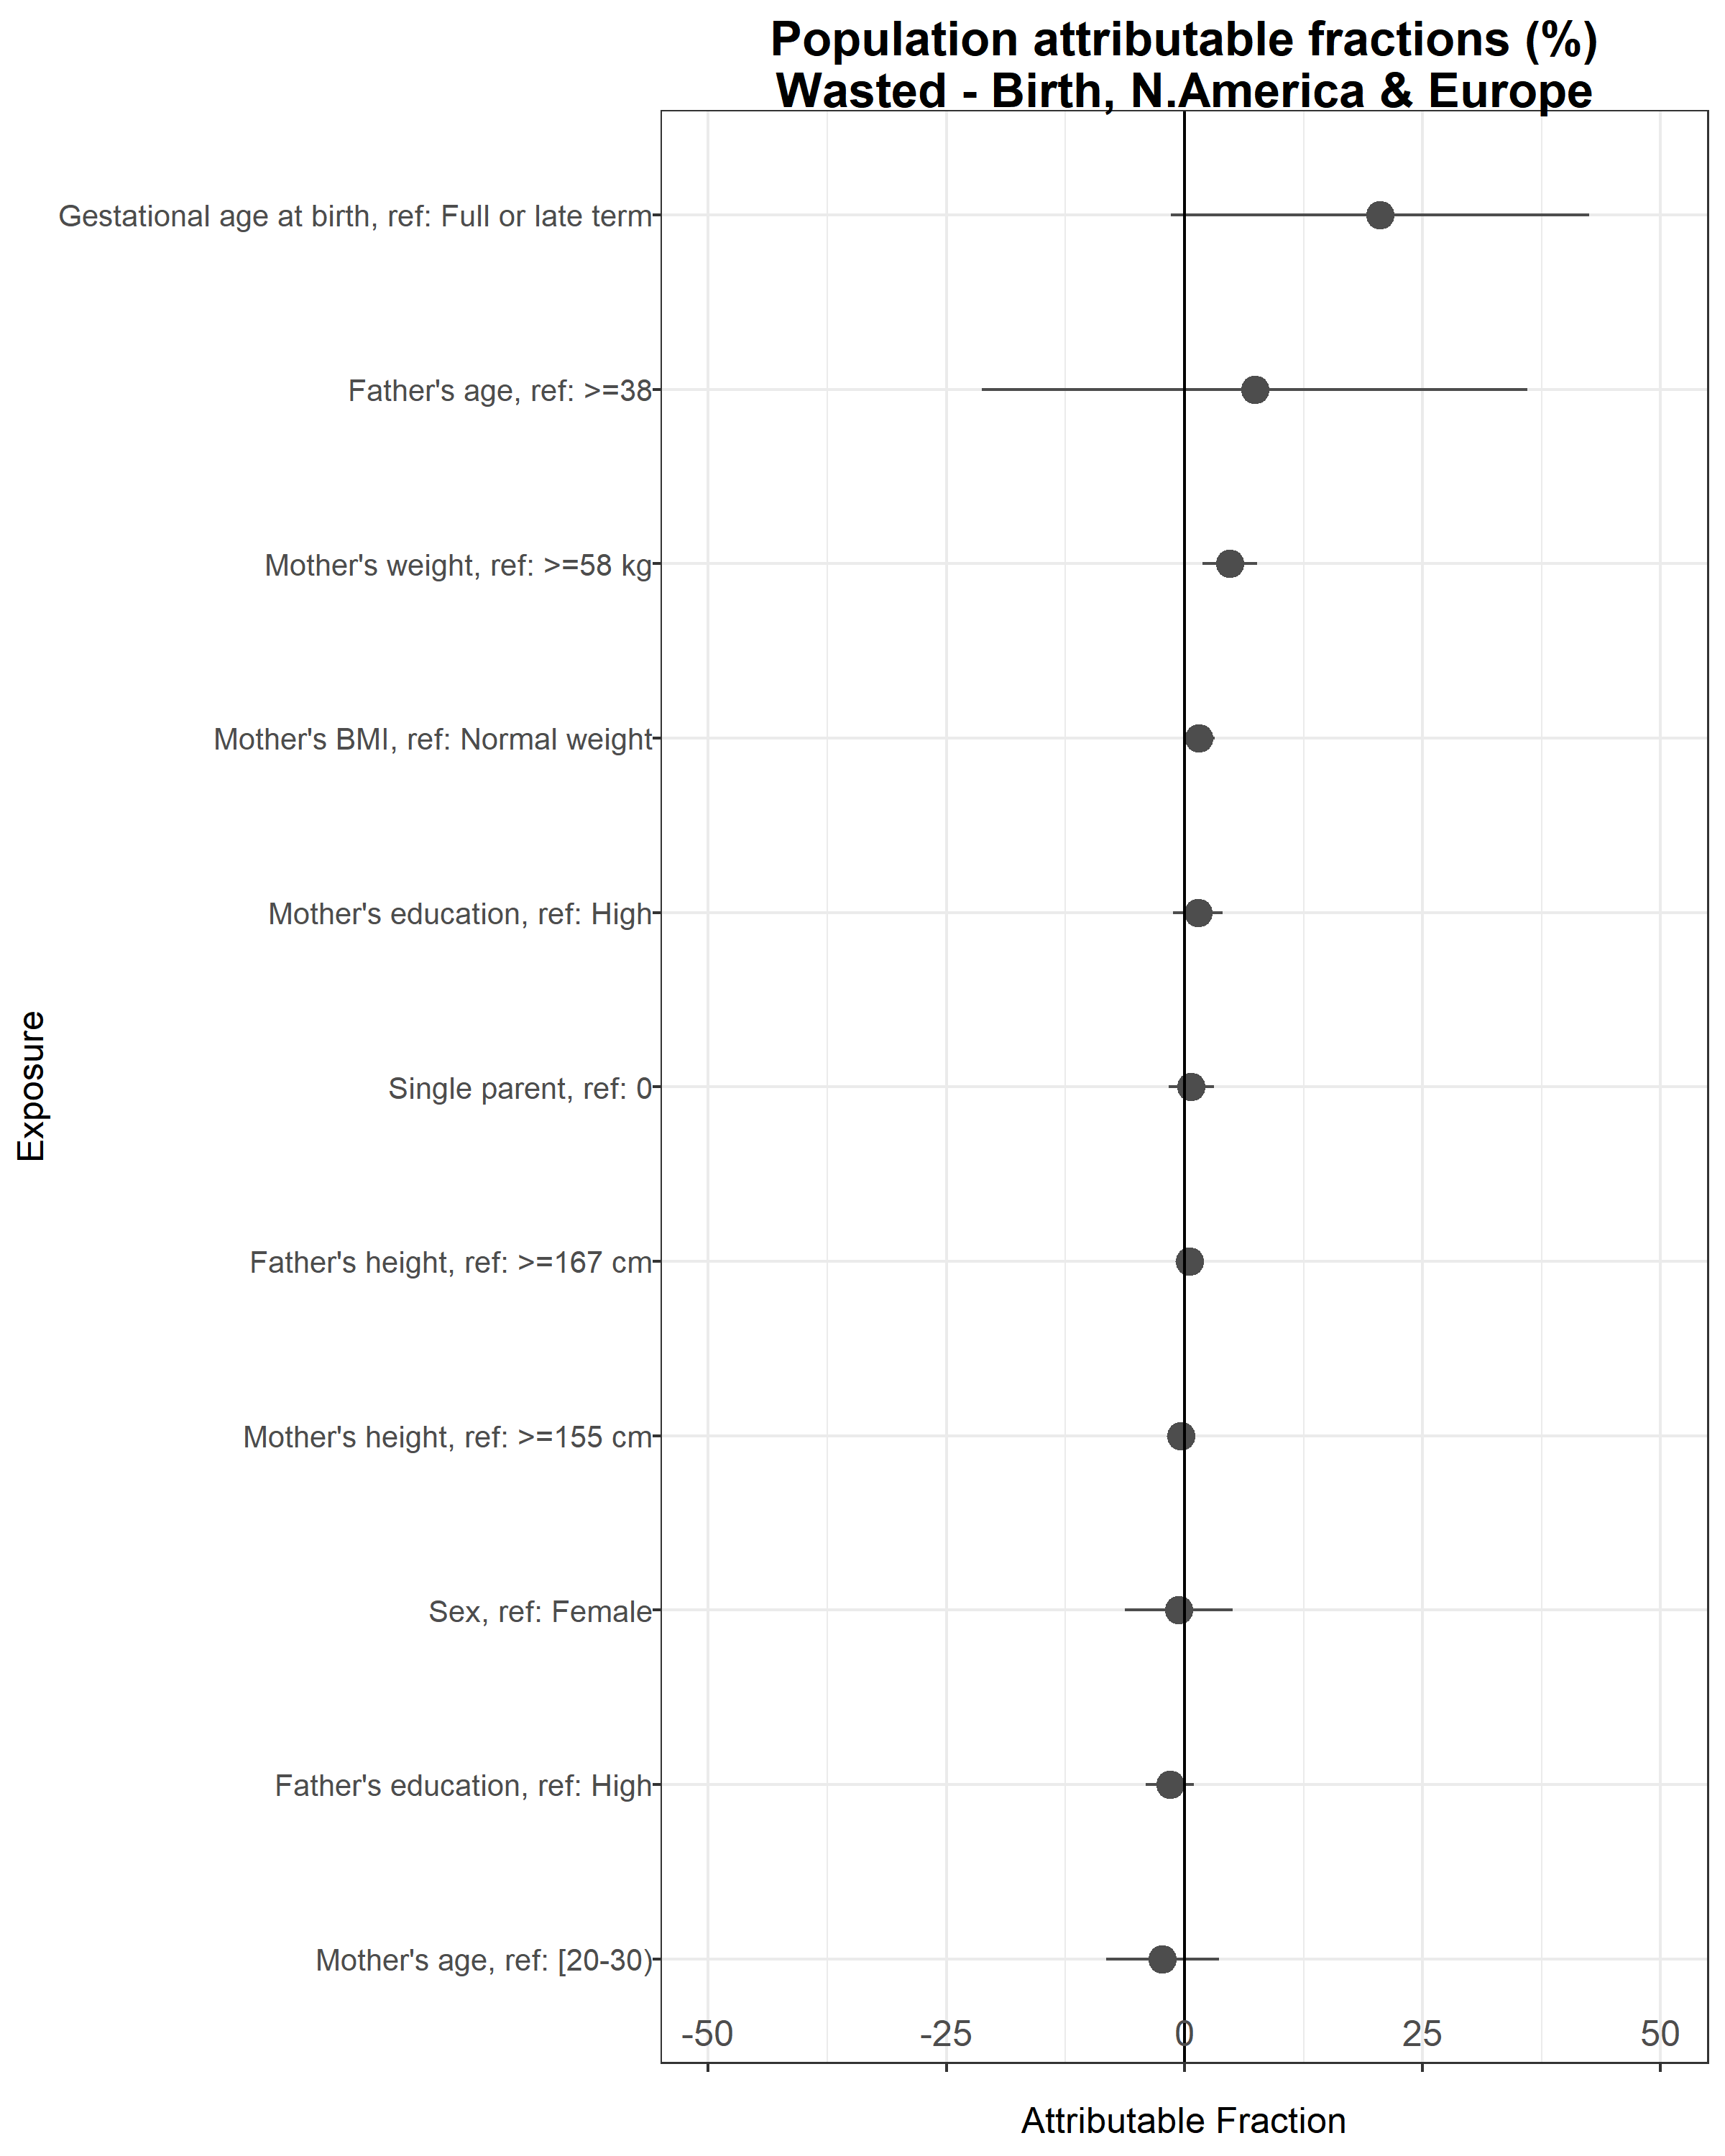 Population attributable fractions (%)
Wasted - Birth, N.America & Europe
Gestational age at birth, ref: Full or late term
Father's age, ref: >=38
Mother's weight, ref: >=58 kg
Mother's BMI, ref: Normal weight
Mother's education, ref: High
Single parent, ref: 0
Father's height, ref: >=167 cm
Mother's height, ref: >=155 cm
Sex, ref: Female
Father's education, ref: High
Mother's age, ref: [20-30)
Exposure
-50 -25 0 25 50
Attributable Fraction